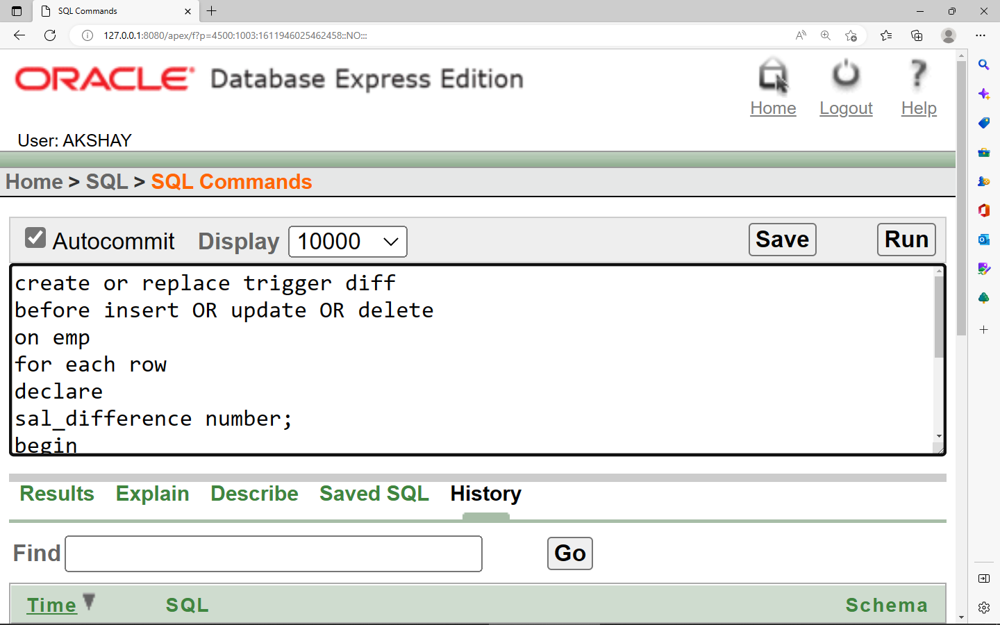 SQL Commands
127.0.0.1:8080/apex/f?p=4500:1003:1611946025462458::NO:::
ORACLE Database Express Edition
Home Logout Help
User: AKSHAY
Home > SQL > SQL Commands
Autocommit Display 10000 Save Run
create or replace trigger diff
before insert OR update OR delete
on emp
for each row
declare
sal_difference number;
begin
Results Explain Describe Saved SQL History
Find Go
Time SQL Schema